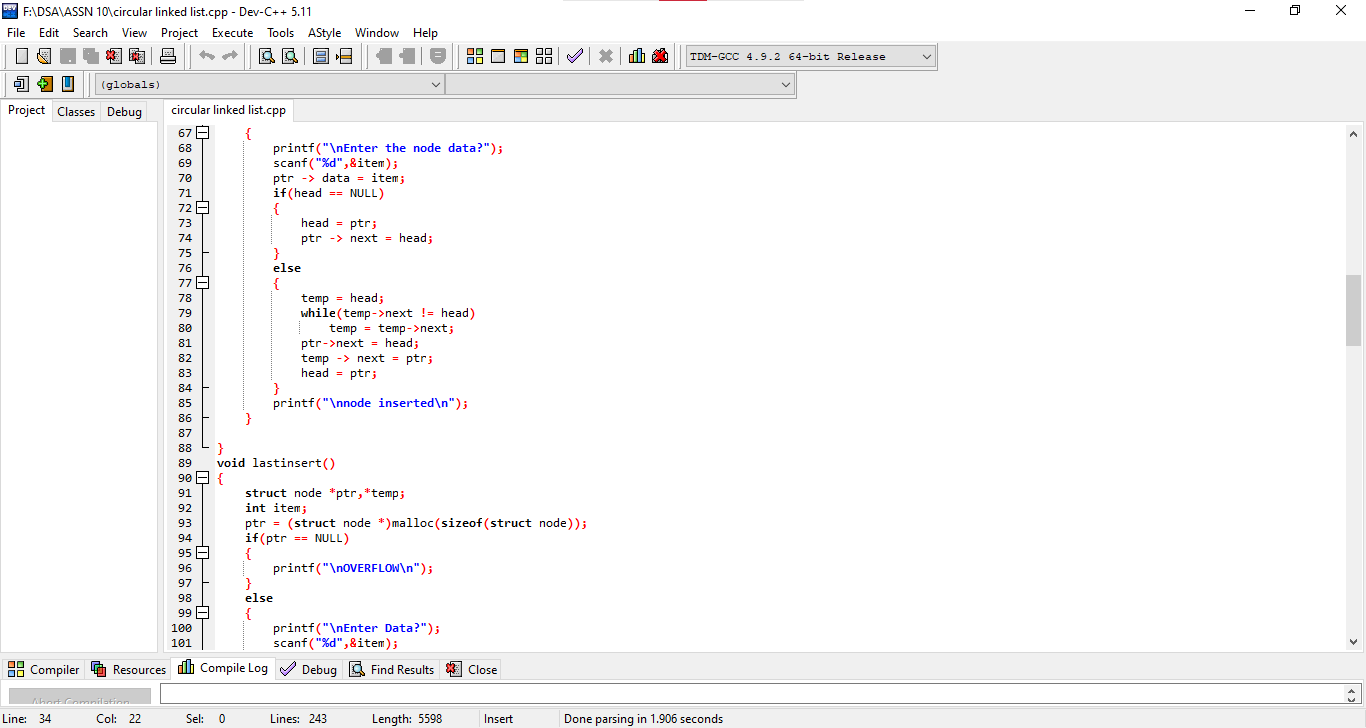 F:\DSA\ASSN 10\circular linked list.cpp - Dev-C++ 5.11
File Edit Search View Project Execute Tools AStyle Window Help
TDM-GCC 4.9.2 64-bit Release
(globals)
Project Classes Debug circular linked list.cpp
67 {
68 printf("\nEnter the node data?");
69 scanf("%d",&item);
70 ptr -> data = item;
71 if(head == NULL)
72 {
73 head = ptr;
74 ptr -> next = head;
75 }
76 else
77 {
78 temp = head;
79 while(temp->next != head)
80 temp = temp->next;
81 ptr->next = head;
82 temp -> next = ptr;
83 head = ptr;
84 }
85 printf("\nnode inserted\n");
86 }
87
88 }
89 void lastinsert()
90 {
91 struct node *ptr,*temp;
92 int item;
93 ptr = (struct node *)malloc(sizeof(struct node));
94 if(ptr == NULL)
95 {
96 printf("\nOVERFLOW\n");
97 }
98 else
99 {
100 printf("\nEnter Data?");
101 scanf("%d",&item);
Compiler Resources Compile Log Debug Find Results Close
Abort Compilation
Line: 34 Col: 22 Sel: 0 Lines: 243 Length: 5598 Insert Done parsing in 1.906 seconds